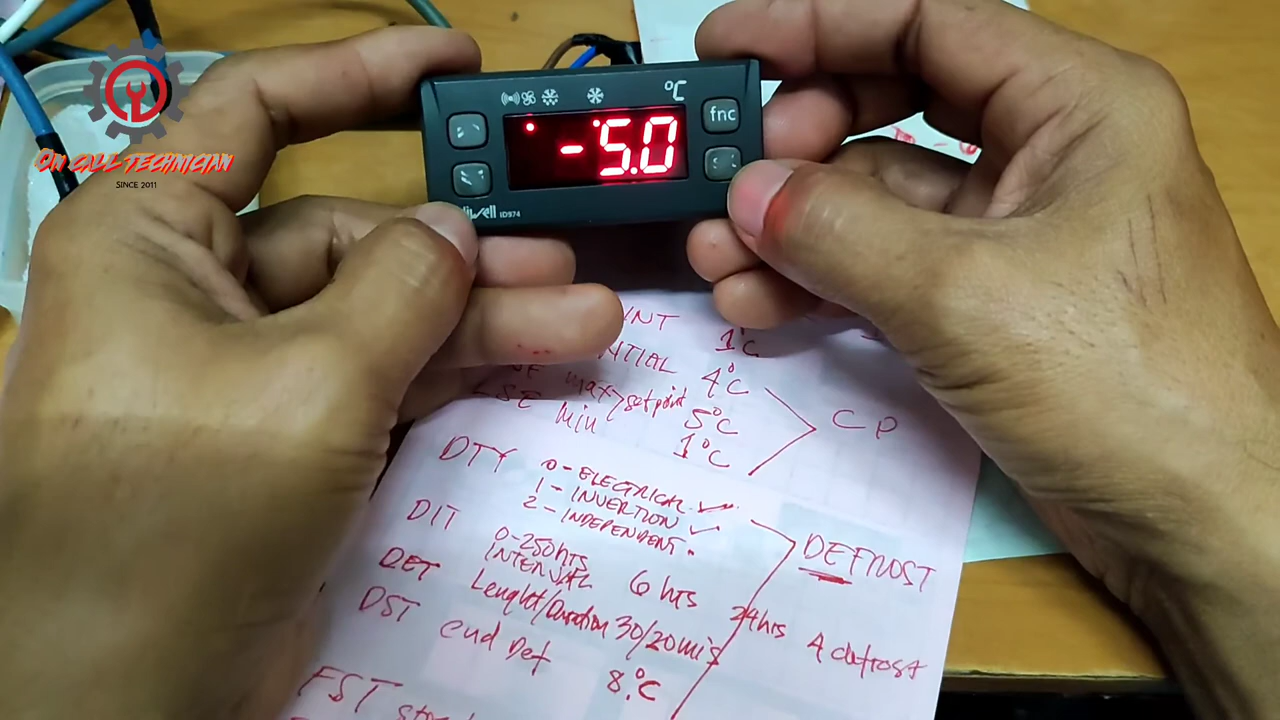 ON CALL TECHNICIAN
SINCE 2011
°C
fnc
-5.0
ID974
1°C
4°C
max
setpoint
min
5°C
1°C
CP
DTY 0-ELECTRICAL
1-INVERTION
2-INDEPENDENT
DEFROST
DIT 0-250hrs
INTERVAL 6 hrs
24hrs 4 defrost
DET Lenght/Duration 30/20min's
DST end Def 8.°C
FST